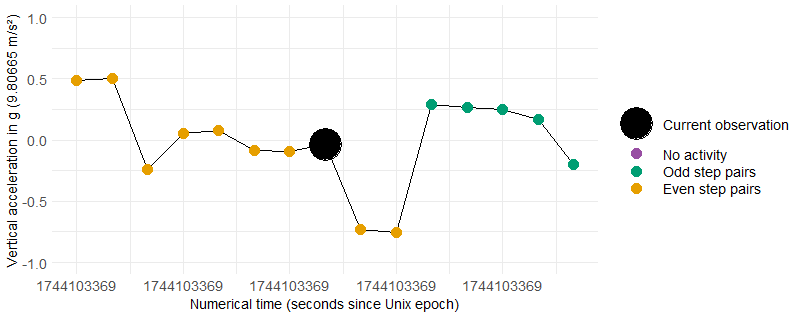 Vertical acceleration in g (9.80665 m/s²)
1.0
0.5
0.0
-0.5
-1.0
1744103369 1744103369 1744103369 1744103369 1744103369
Numerical time (seconds since Unix epoch)
Current observation
No activity
Odd step pairs
Even step pairs